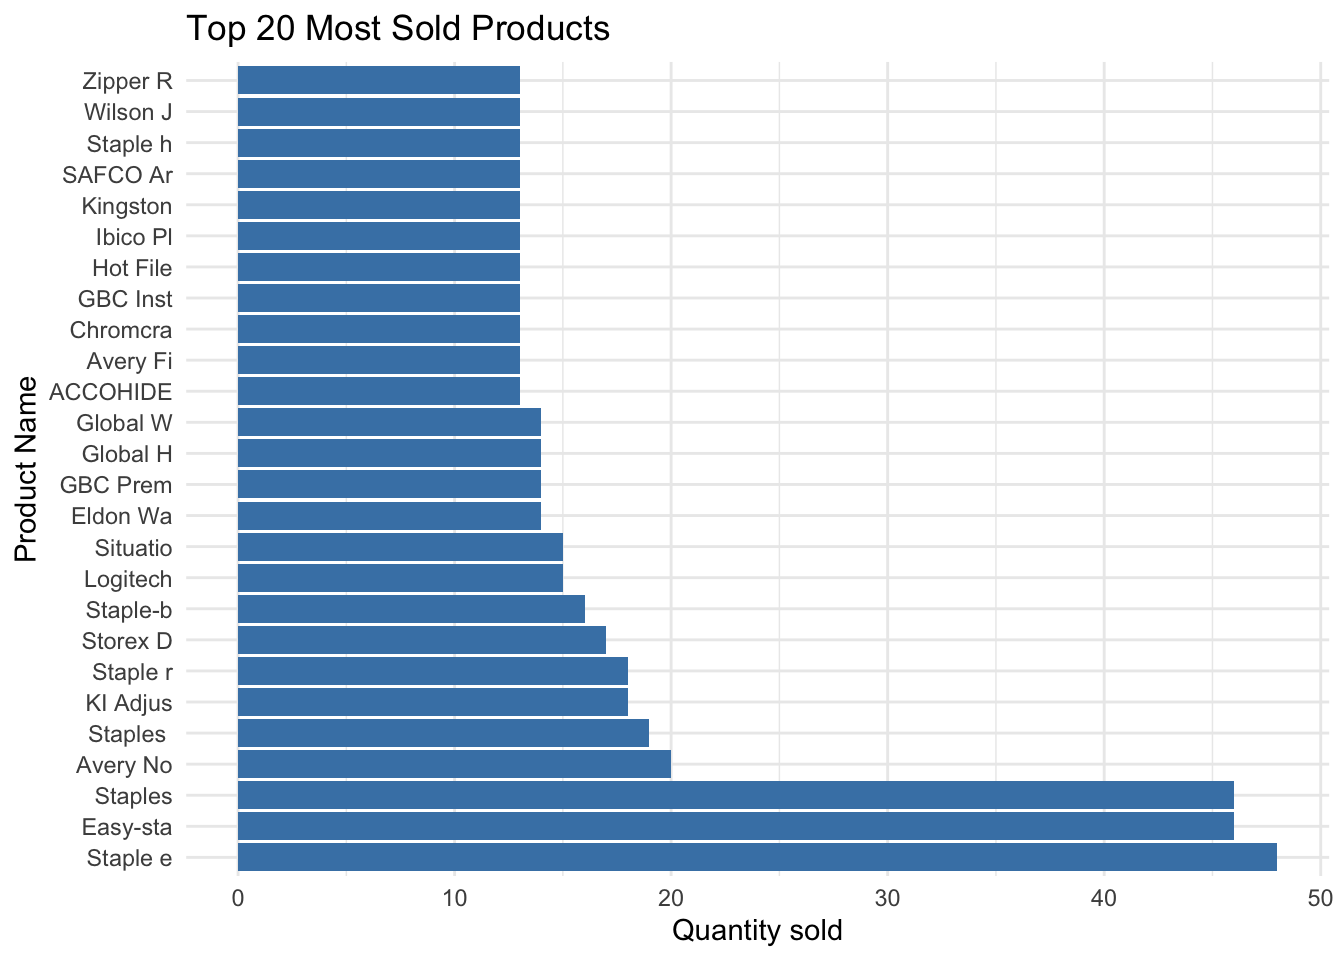 Top 20 Most Sold Products
Zipper R
Wilson J
Staple h
SAFCO Ar
Kingston
Ibico Pl
Hot File
GBC Inst
Chromcra
Avery Fi
ACCOHIDE
Global W
Global H
GBC Prem
Eldon Wa
Situatio
Logitech
Staple-b
Storex D
Staple r
KI Adjus
Staples
Avery No
Staples
Easy-sta
Staple e
Product Name
0 10 20 30 40 50
Quantity sold